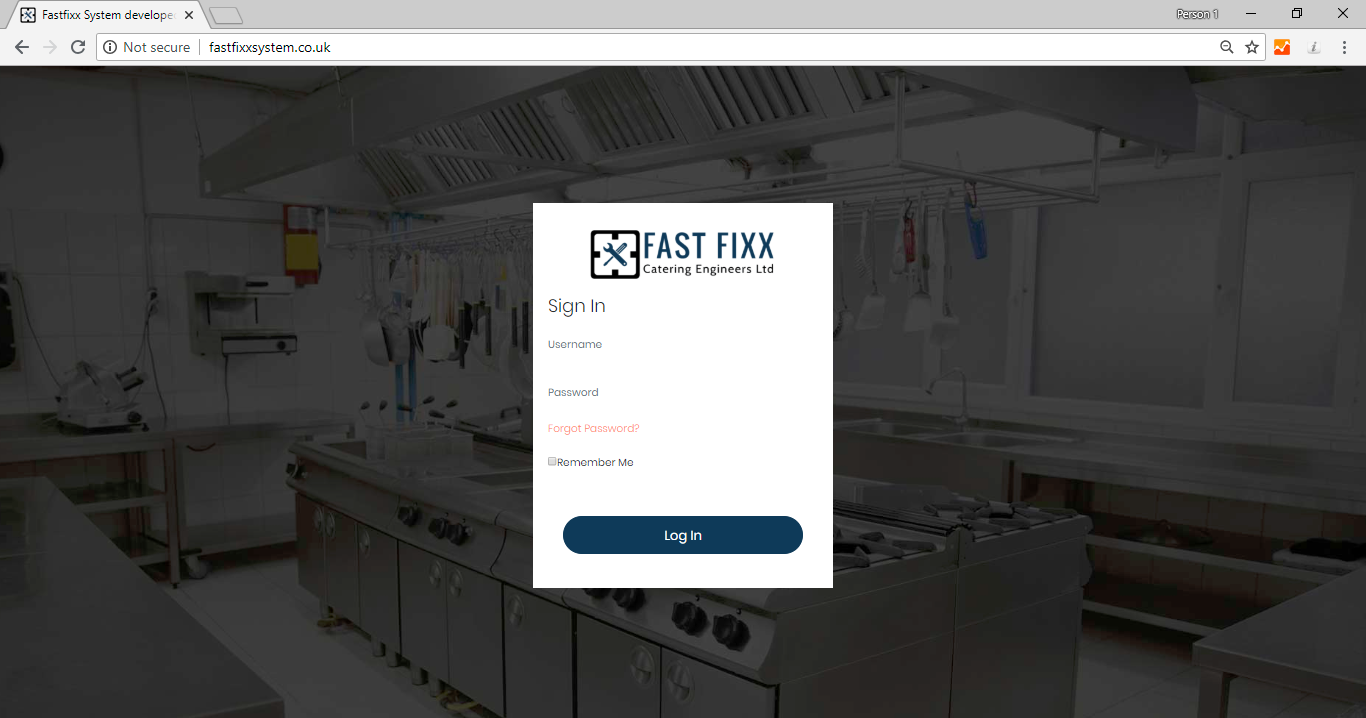 Fastfixx System develope
Person 1
Not secure
fastfixxsystem.co.uk
FAST FIXX
Catering Engineers Ltd
Sign In
Username
Password
Forgot Password?
Remember Me
Log In